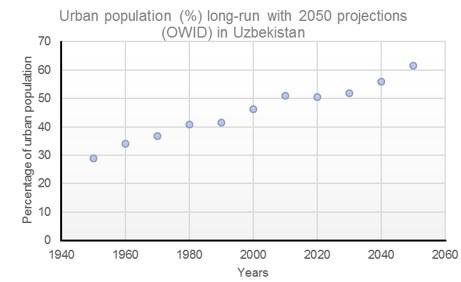 Urban population (%) long-run with 2050 projections
(OWID) in Uzbekistan
Percentage of urban population
70
60
50
40
30
20
10
0
1940 1960 1980 2000 2020 2040 2060
Years